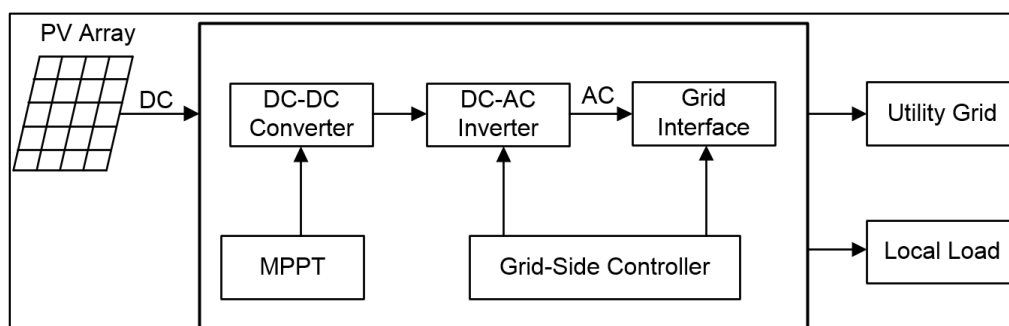 PV Array
DC
DC-DC
Converter
DC-AC
Inverter
AC
Grid
Interface
Utility Grid
MPPT
Grid-Side Controller
Local Load